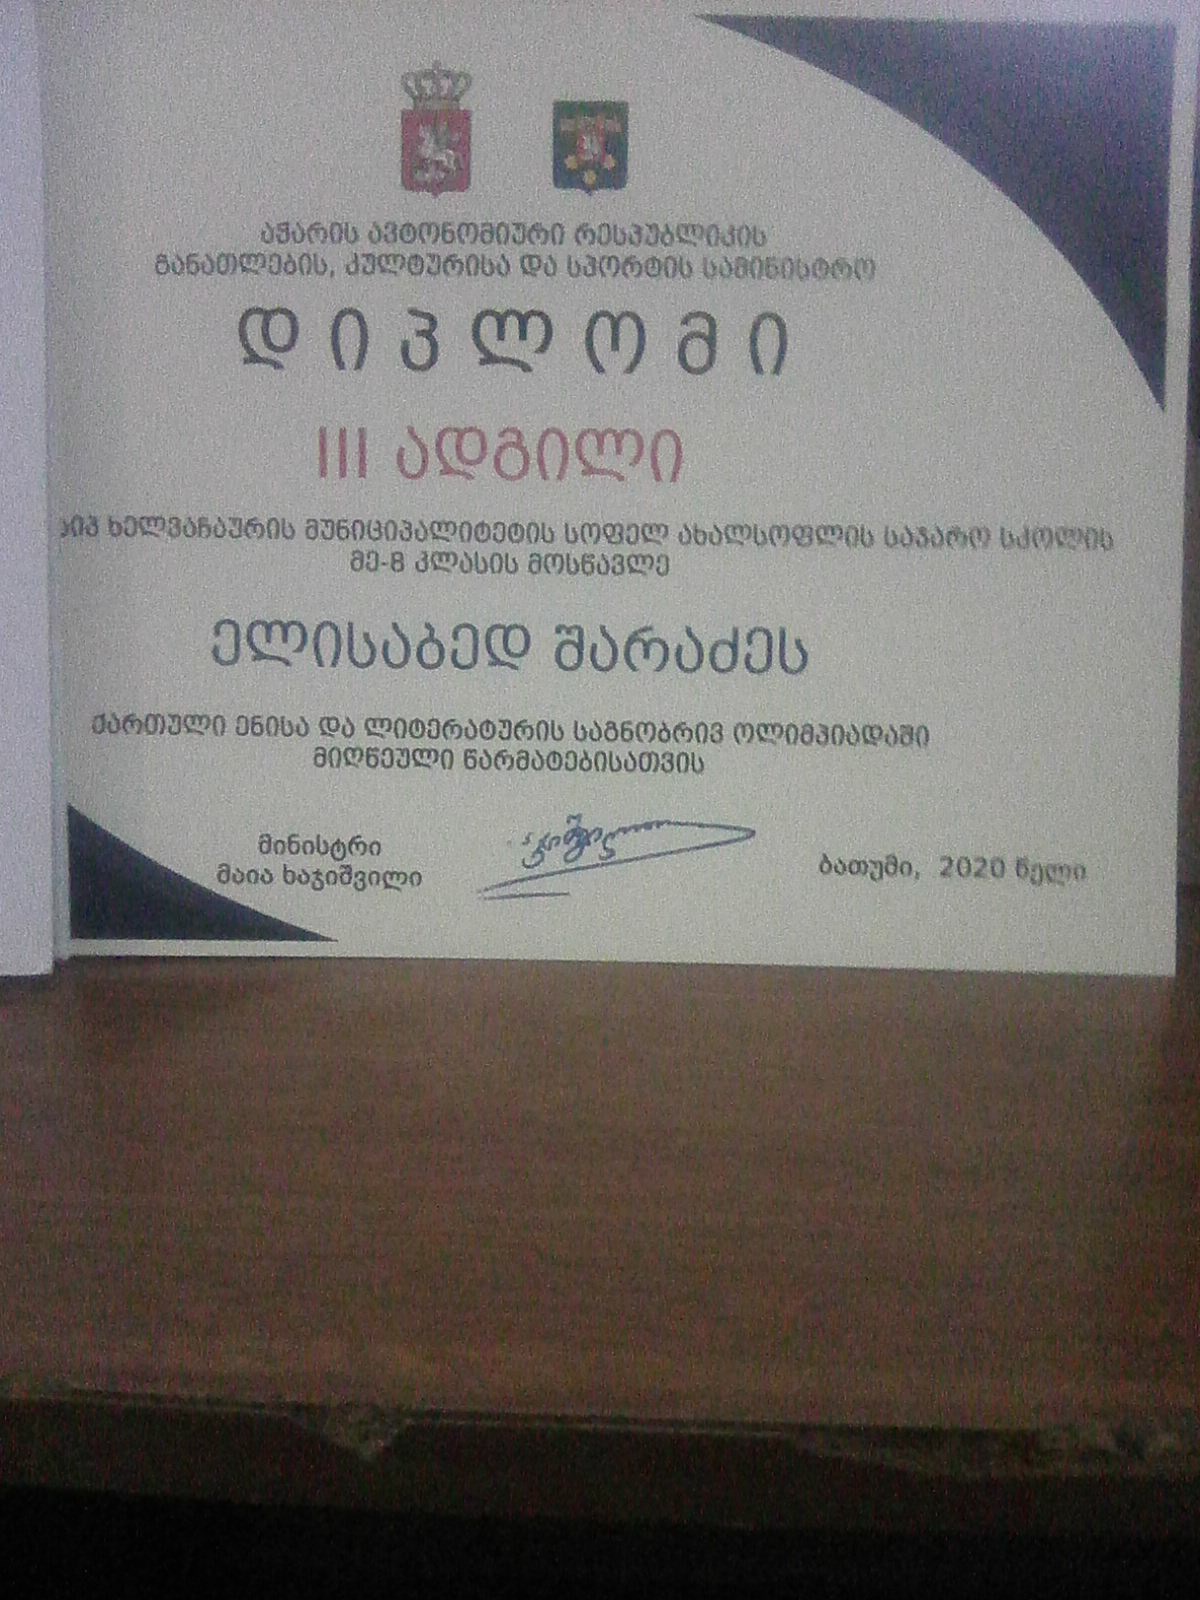 აჭარის ავტონომიური რესპუბლიკის
განათლების, კულტურისა და სპორტის სამინისტრო
დიპლომი
III ადგილი
სიპ ხელვაჩაურის მუნიციპალიტეტის სოფელ ახალსოფლის საჯარო სკოლის
მე-8 კლასის მოსწავლე
ელისაბედ შარაძეს
ქართული ენისა და ლიტერატურის საგნობრივ ოლიმპიადაში
მიღწეული წარმატებისათვის
მინისტრი
მაია ხაჯიშვილი
ბათუმი, 2020 წელი